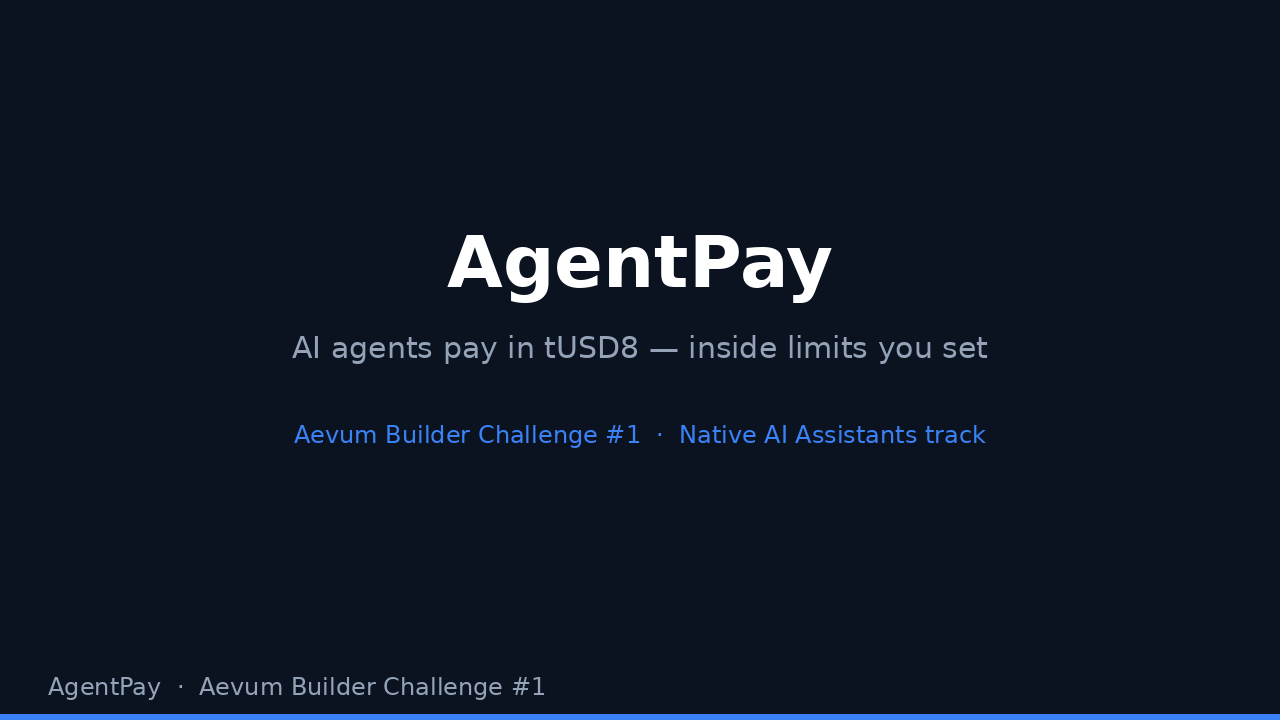 AgentPay
AI agents pay in tUSD8 — inside limits you set
Aevum Builder Challenge #1 · Native AI Assistants track
AgentPay · Aevum Builder Challenge #1